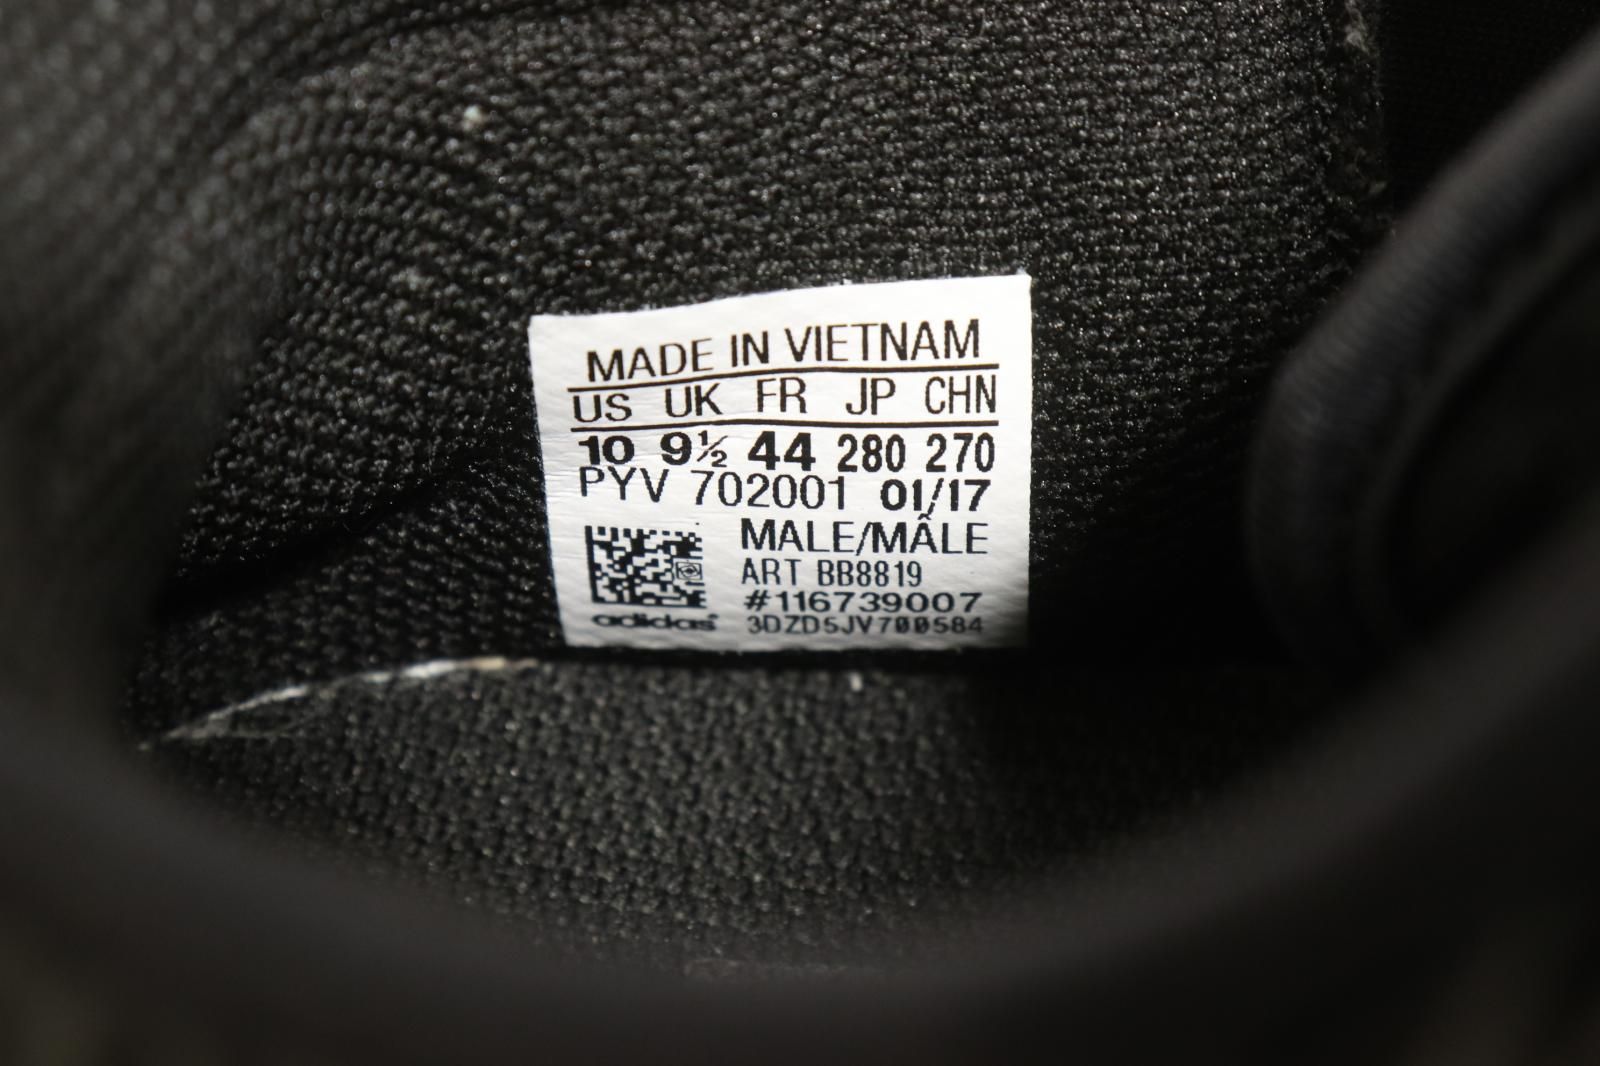 MADE IN VIETNAM
US UK FR JP CHN
10 9½ 44 280 270
PYV 702001 01/17
MALE/MÂLE
ART BB8819
#116739007
adidas 3DZD5JV700584